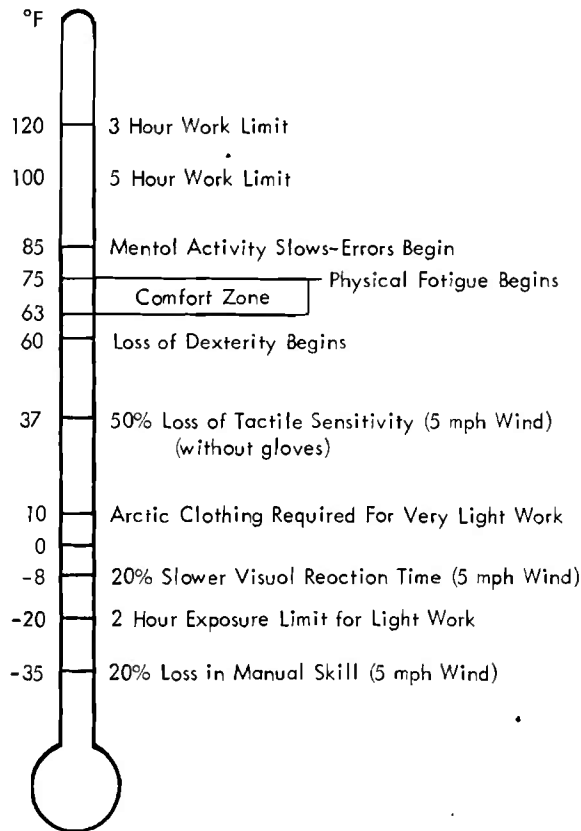 °F
120 3 Hour Work Limit
100 5 Hour Work Limit
85 Mental Activity Slows-Errors Begin
75 Physical Fatigue Begins
Comfort Zone
63
60 Loss of Dexterity Begins
37 50% Loss of Tactile Sensitivity (5 mph Wind)
(without gloves)
10 Arctic Clothing Required For Very Light Work
0
-8 20% Slower Visual Reaction Time (5 mph Wind)
-20 2 Hour Exposure Limit for Light Work
-35 20% Loss in Manual Skill (5 mph Wind)